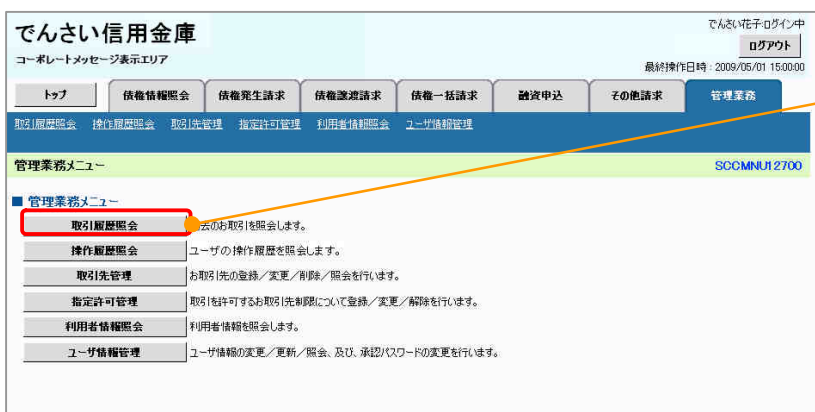 でんさい信用金庫
コーポレートメッセージ表示エリア
でんさい花子:ログイン中
ログアウト
最終操作日時:2009/05/01 15:00:00
トップ 債権情報照会 債権発生請求 債権譲渡請求 債権一括請求 融資申込 その他請求 管理業務
取引履歴照会 操作履歴照会 取引先管理 指定許可管理 利用者情報照会 ユーザ情報管理
管理業務メニュー SCCMNU12700
■ 管理業務メニュー
取引履歴照会 去のお取引を照会します。
操作履歴照会 ユーザの操作履歴を照会します。
取引先管理 お取引先の登録/変更/削除/照会を行います。
指定許可管理 取引を許可するお取引先制限について登録/変更/解除を行います。
利用者情報照会 利用者情報を照会します。
ユーザ情報管理 ユーザ情報の変更/更新/照会、及び、承認パスワードの変更を行います。